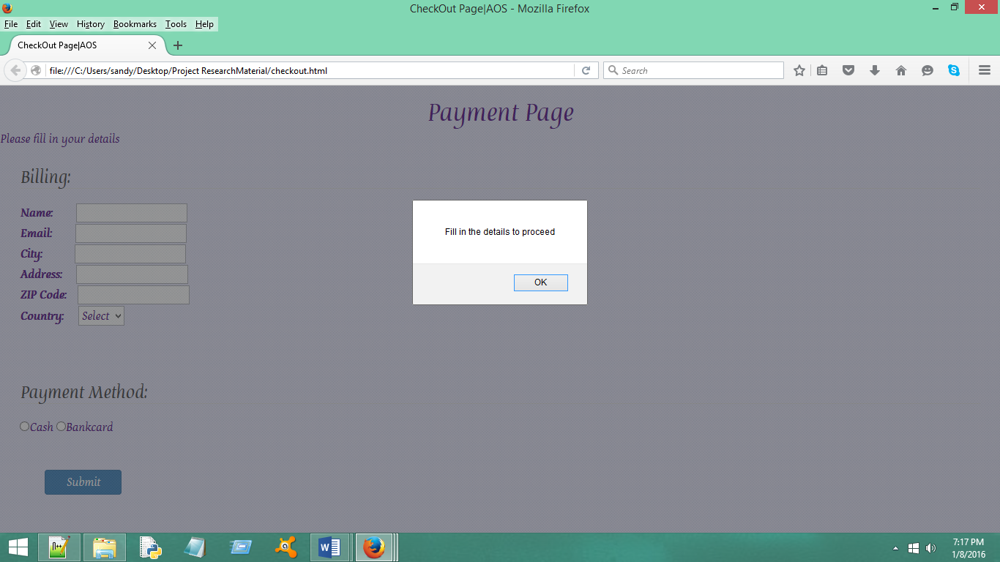 CheckOut Page|AOS - Mozilla Firefox
File Edit View History Bookmarks Tools Help
CheckOut Page|AOS
file:///C:/Users/sandy/Desktop/Project ResearchMaterial/checkout.html
Search
Payment Page
Please fill in your details
Billing:
Name:
Email:
City:
Address:
ZIP Code:
Country: Select
Fill in the details to proceed
OK
Payment Method:
Cash Bankcard
Submit
7:17 PM
1/8/2016